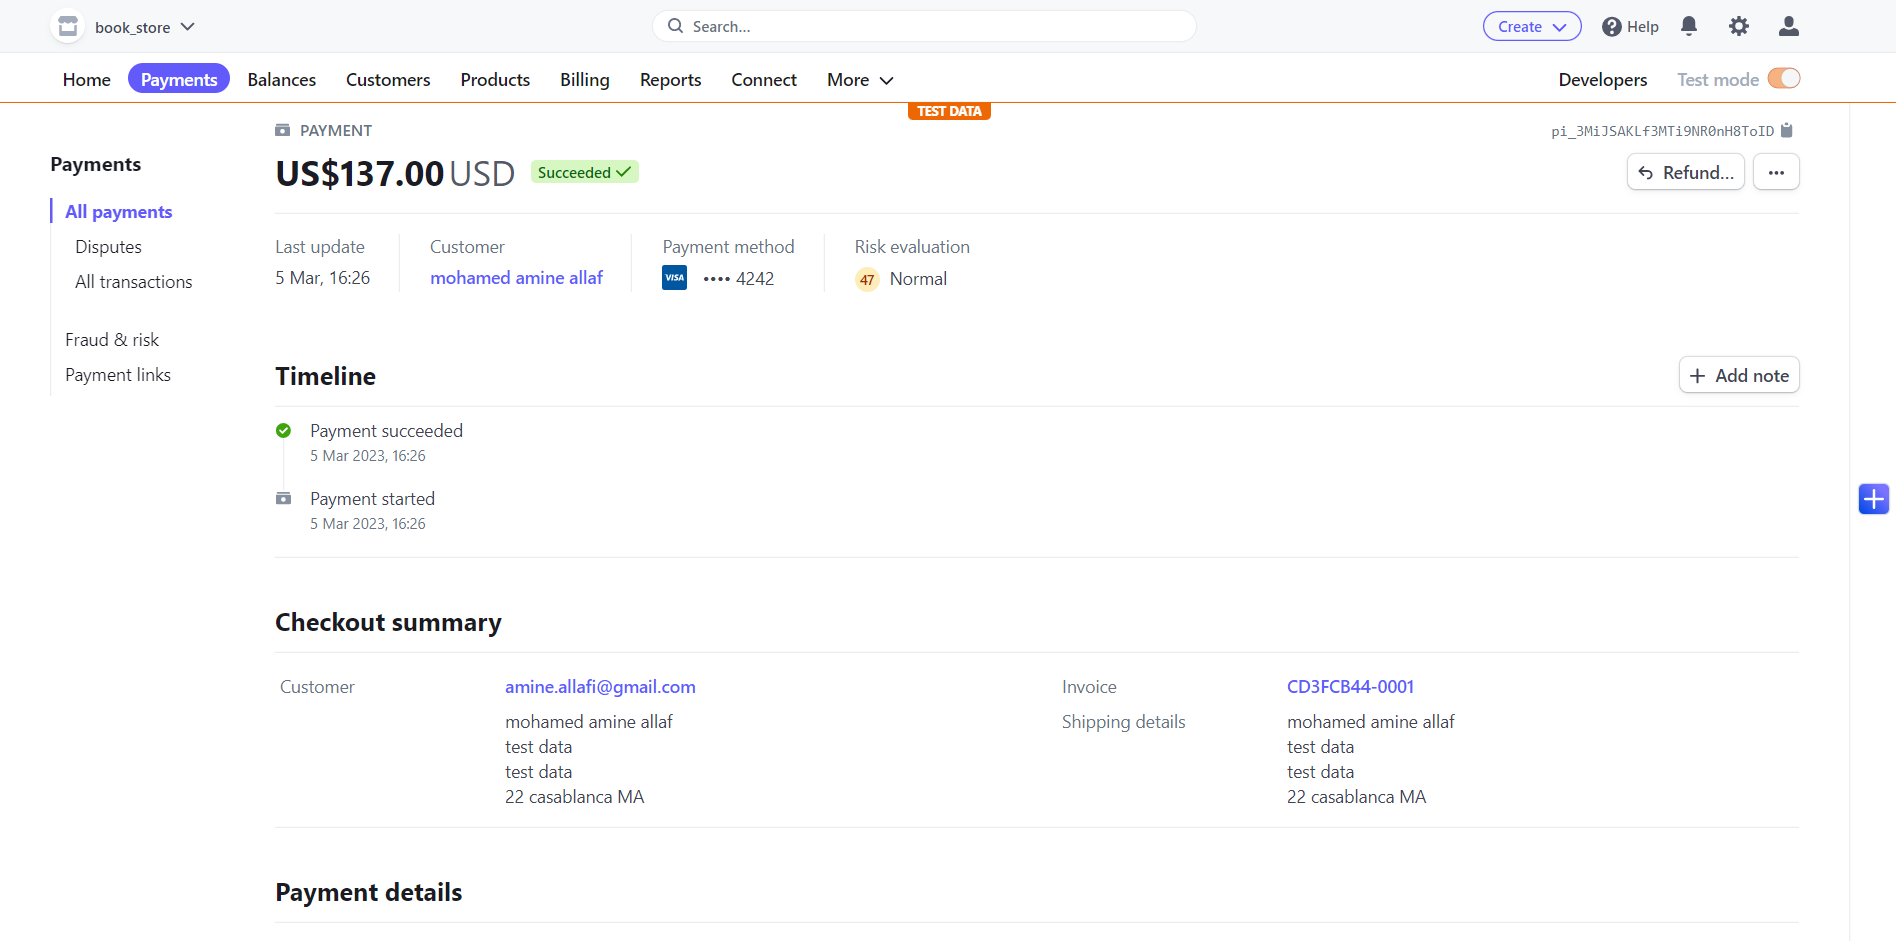 book_store
Search...
Create
Help
Home
Payments
Balances
Customers
Products
Billing
Reports
Connect
More
Developers
Test mode
TEST DATA
PAYMENT
pi_3MiJSAKLf3MTi9NR0nH8ToID
Payments
US$137.00 USD
Succeeded
Refund...
All payments
Disputes
All transactions
Fraud & risk
Payment links
Last update
5 Mar, 16:26
Customer
mohamed amine allaf
Payment method
VISA
•••• 4242
Risk evaluation
47 Normal
Timeline
Add note
Payment succeeded
5 Mar 2023, 16:26
Payment started
5 Mar 2023, 16:26
Checkout summary
Customer
amine.allafi@gmail.com
mohamed amine allaf
test data
test data
22 casablanca MA
Invoice
CD3FCB44-0001
Shipping details
mohamed amine allaf
test data
test data
22 casablanca MA
Payment details